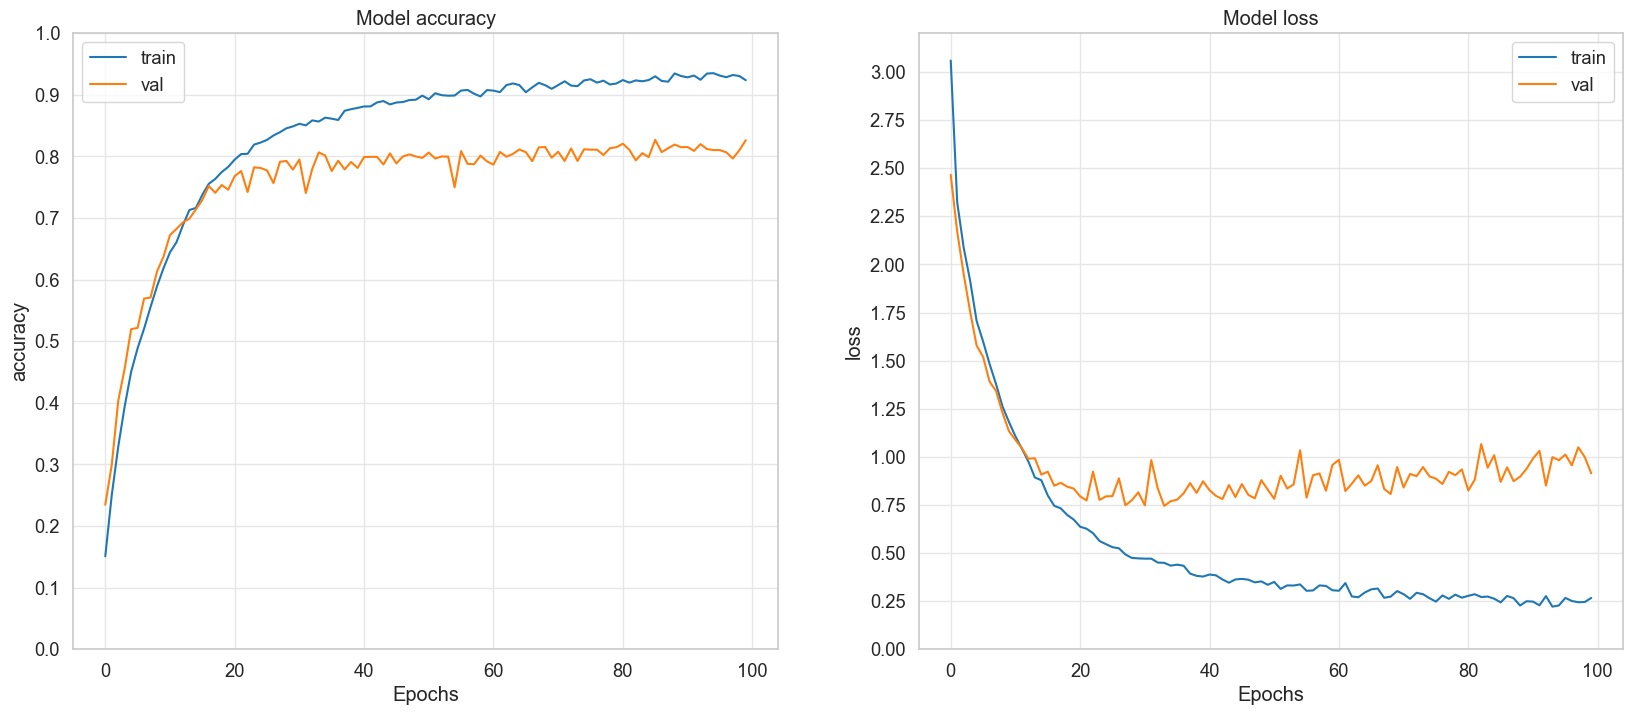 Model accuracy
1.0
0.9
0.8
0.7
0.6
0.5
0.4
0.3
0.2
0.1
0.0
accuracy
train
val
0 20 40 60 80 100
Epochs
Model loss
3.00
2.75
2.50
2.25
2.00
1.75
1.50
1.25
1.00
0.75
0.50
0.25
0.00
loss
train
val
0 20 40 60 80 100
Epochs